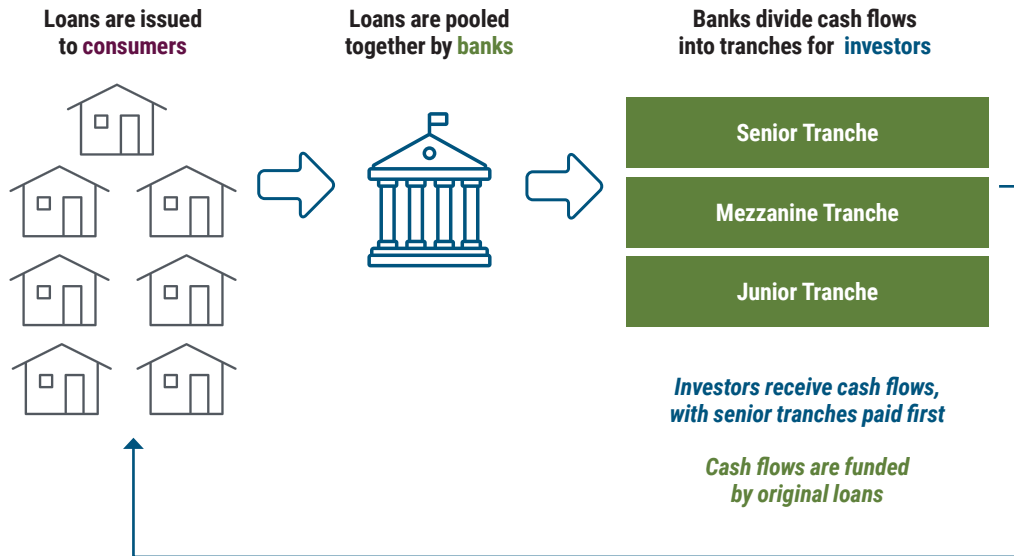 Loans are issued
to consumers
Loans are pooled
together by banks
Banks divide cash flows
into tranches for investors
Senior Tranche
Mezzanine Tranche
Junior Tranche
Investors receive cash flows,
with senior tranches paid first
Cash flows are funded
by original loans